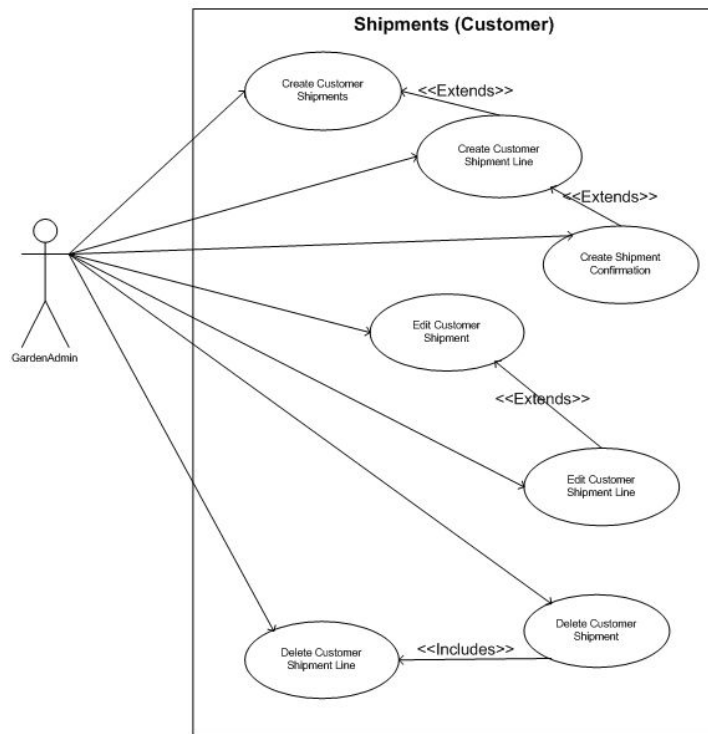 Shipments (Customer)
Create Customer
Shipments
<<Extends>>
Create Customer
Shipment Line
<<Extends>>
Create Shipment
Confirmation
GardenAdmin
Edit Customer
Shipment
<<Extends>>
Edit Customer
Shipment Line
Delete Customer
Shipment
<<Includes>>
Delete Customer
Shipment Line